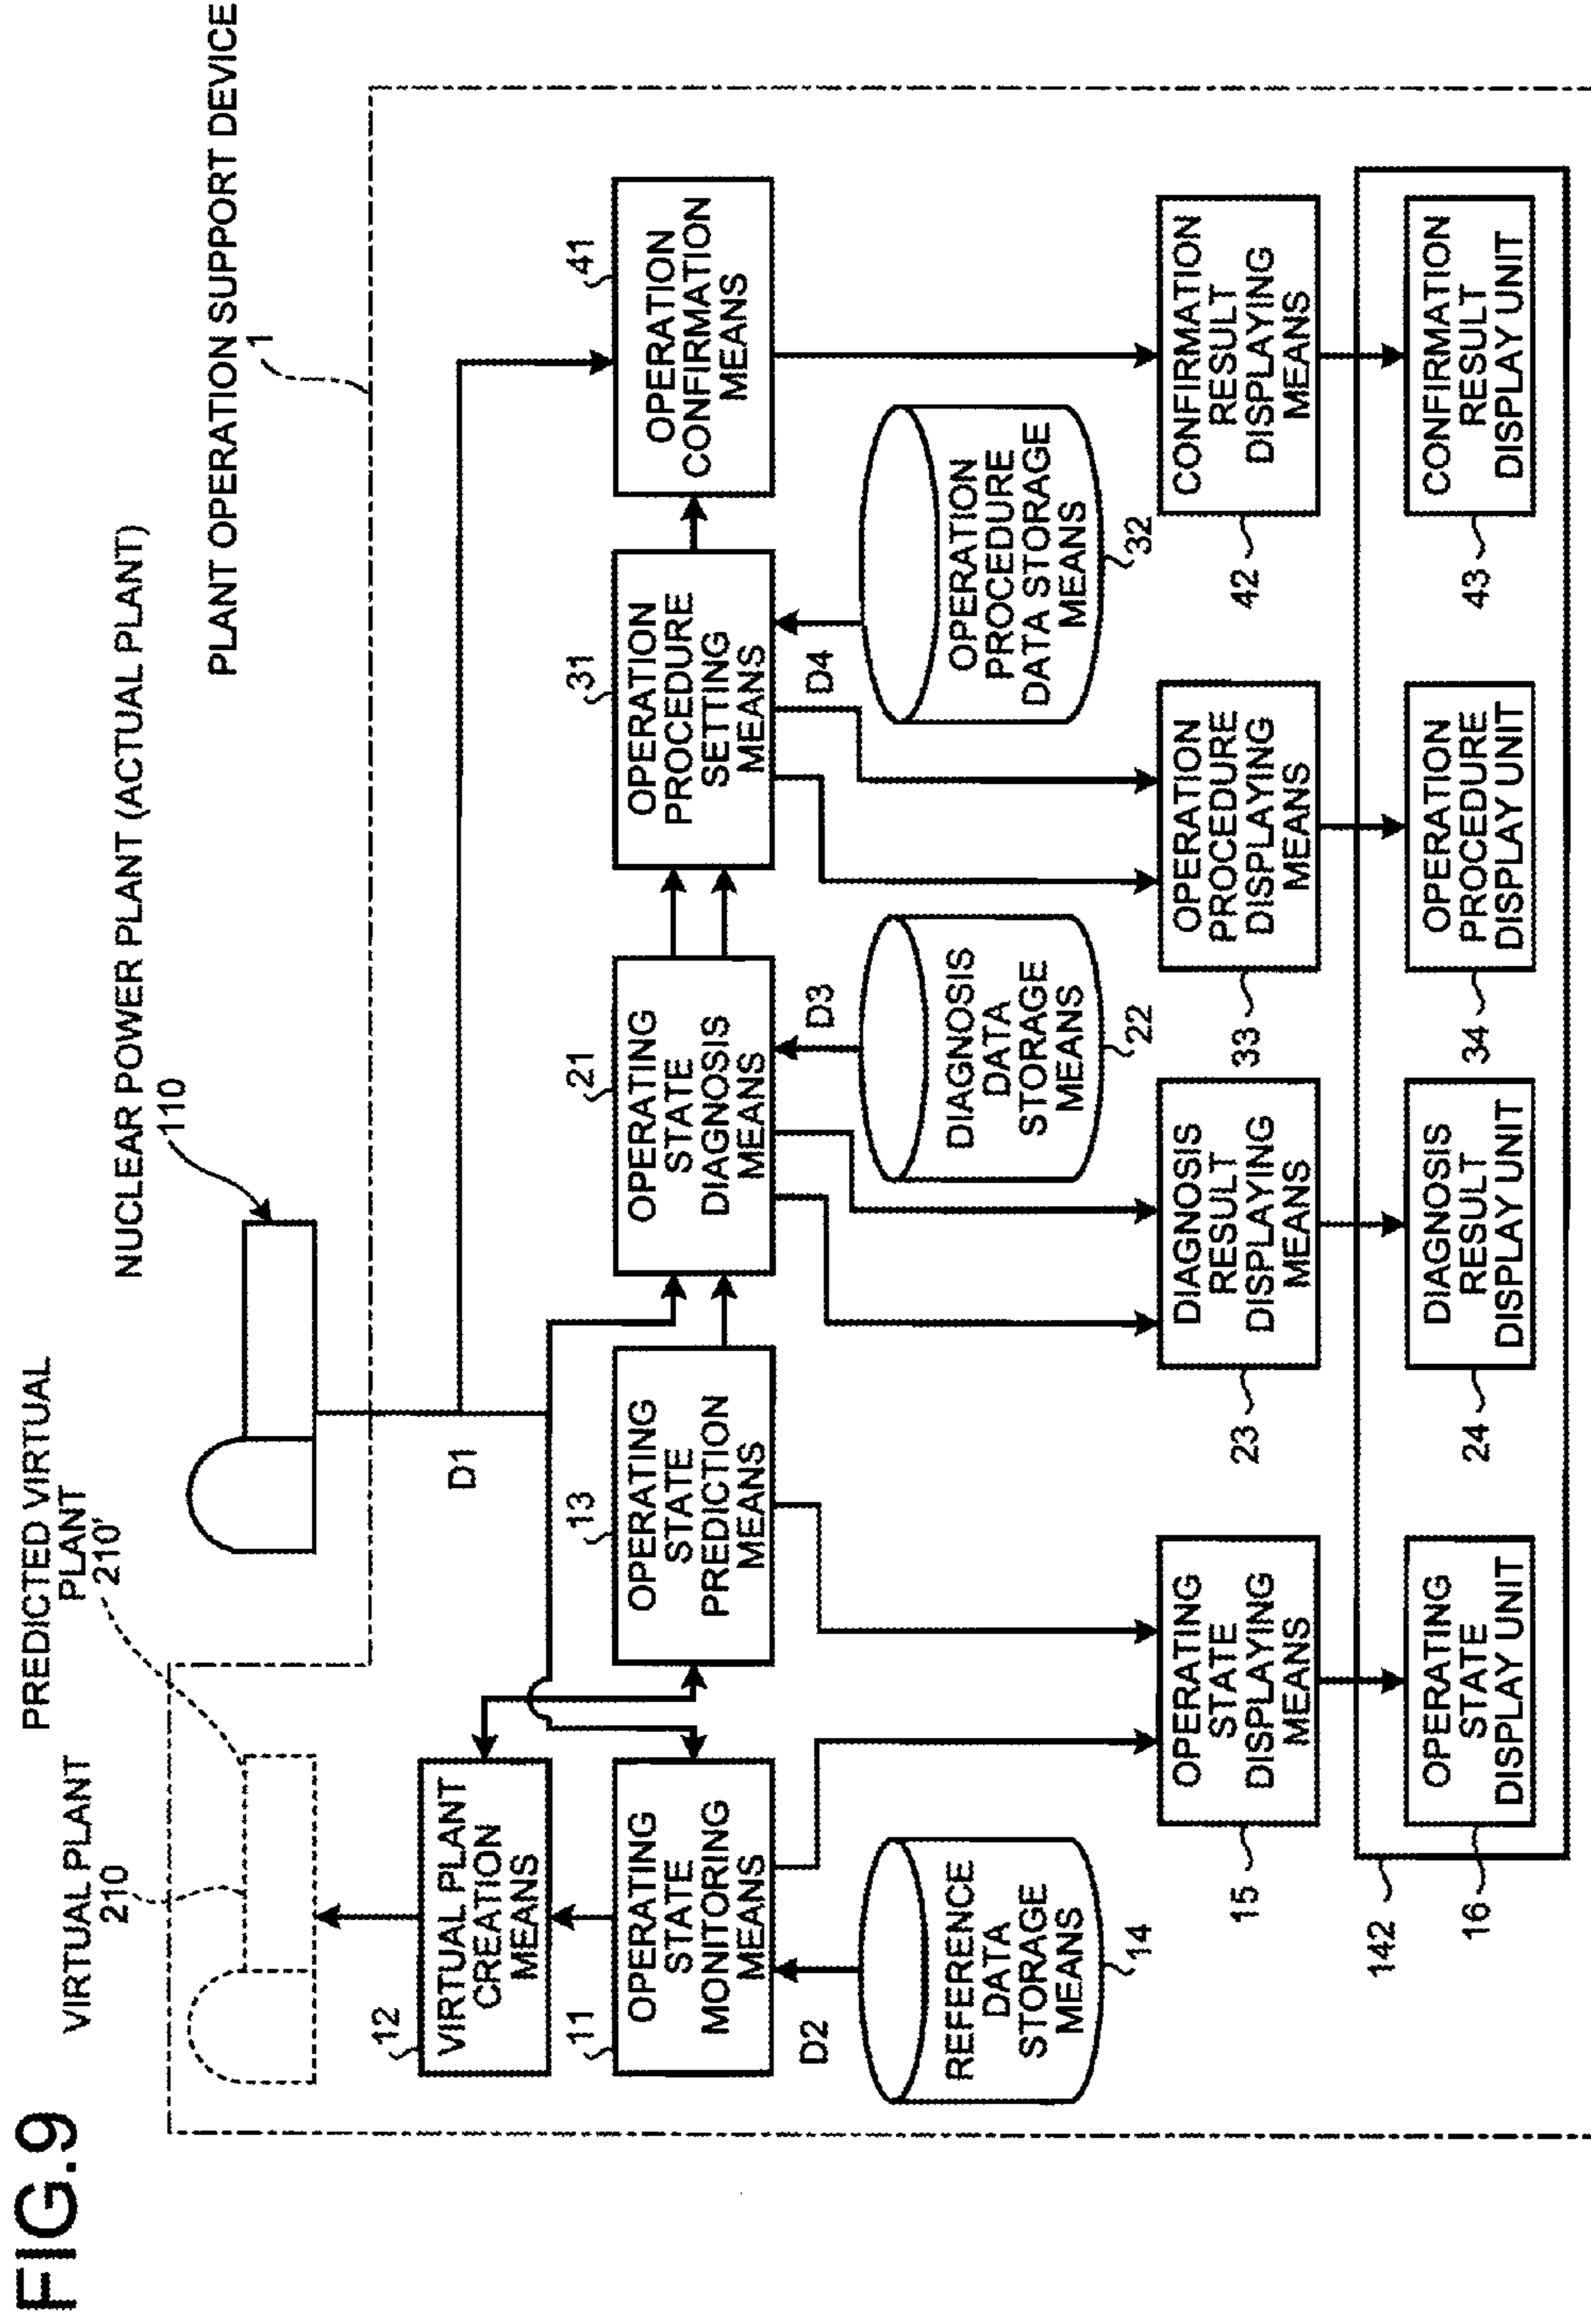 FIG.9
PREDICTED VIRTUAL
PLANT
210'
VIRTUAL PLANT
210
NUCLEAR POWER PLANT (ACTUAL PLANT)
110
PLANT OPERATION SUPPORT DEVICE
1
D1
12
VIRTUAL PLANT
CREATION
MEANS
11
OPERATING
STATE
MONITORING
MEANS
13
OPERATING
STATE
PREDICTION
MEANS
21
OPERATING
STATE
DIAGNOSIS
MEANS
31
OPERATION
PROCEDURE
SETTING
MEANS
41
OPERATION
CONFIRMATION
MEANS
D2
REFERENCE
DATA
STORAGE
MEANS
14
D3
DIAGNOSIS
DATA
STORAGE
MEANS
22
D4
OPERATION
PROCEDURE
DATA STORAGE
MEANS
32
15
OPERATING
STATE
DISPLAYING
MEANS
23
DIAGNOSIS
RESULT
DISPLAYING
MEANS
33
OPERATION
PROCEDURE
DISPLAYING
MEANS
42
CONFIRMATION
RESULT
DISPLAYING
MEANS
142
16
OPERATING
STATE
DISPLAY UNIT
24
DIAGNOSIS
RESULT
DISPLAY UNIT
34
OPERATION
PROCEDURE
DISPLAY UNIT
43
CONFIRMATION
RESULT
DISPLAY UNIT